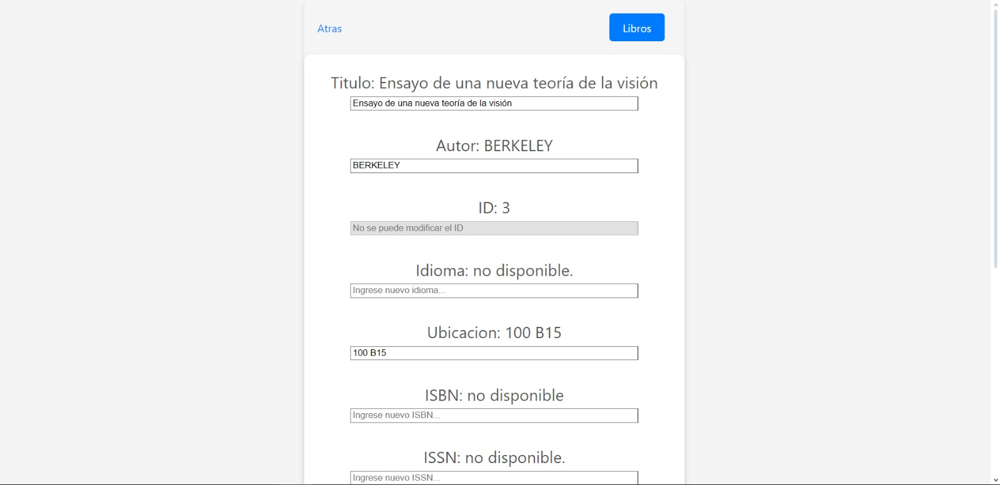 Atras
Libros
Titulo: Ensayo de una nueva teoría de la visión
Ensayo de una nueva teoría de la visión
Autor: BERKELEY
BERKELEY
ID: 3
No se puede modificar el ID
Idioma: no disponible.
Ingrese nuevo idioma...
Ubicacion: 100 B15
100 B15
ISBN: no disponible
Ingrese nuevo ISBN...
ISSN: no disponible.
Ingrese nuevo ISSN...